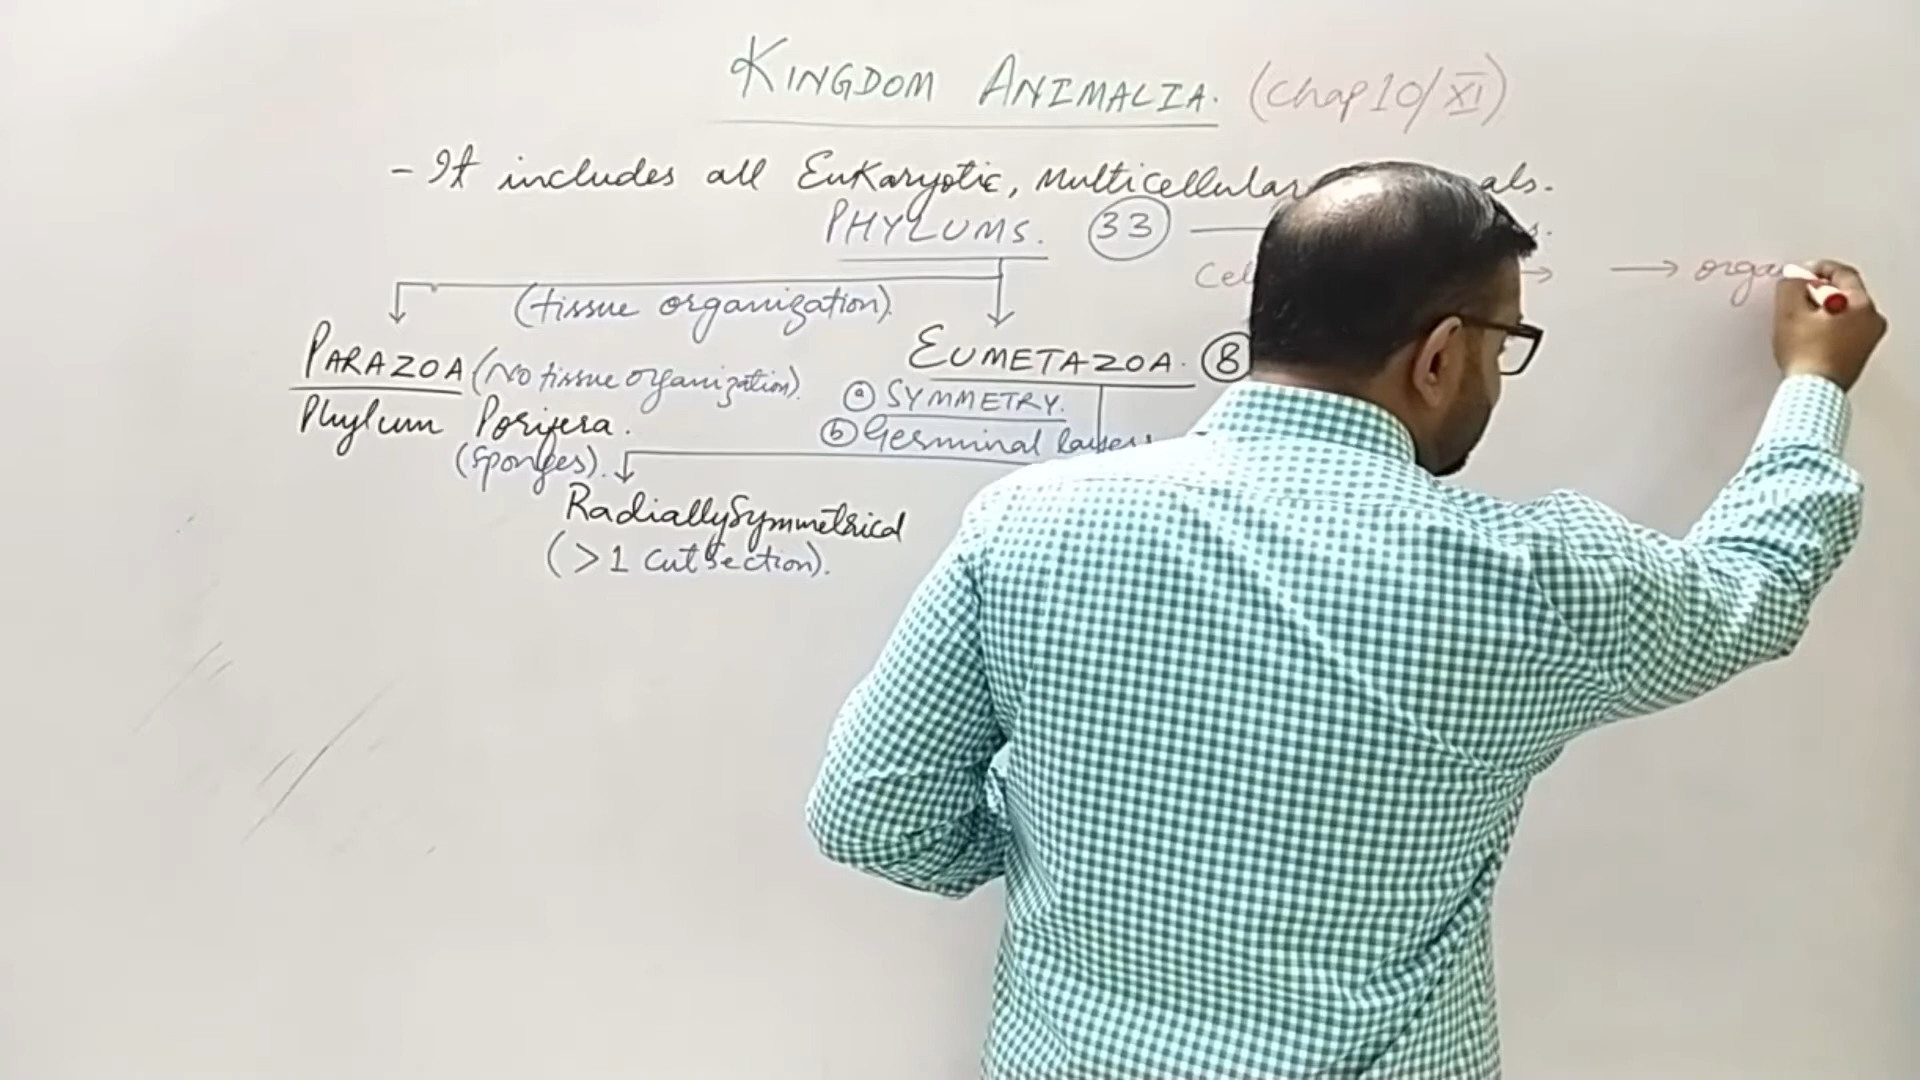 KINGDOM ANIMALIA. (Chap 10/XI)
- It includes all Eukaryotic, Multicellular
PHYLUMS. 33
(tissue organization).
PARAZOA (No tissue organization).
EUMETAZOA. 8
Phylum Porifera.
(Sponges).
a SYMMETRY.
b Germinal layers
Radially Symmetrical
(>1 cut section).